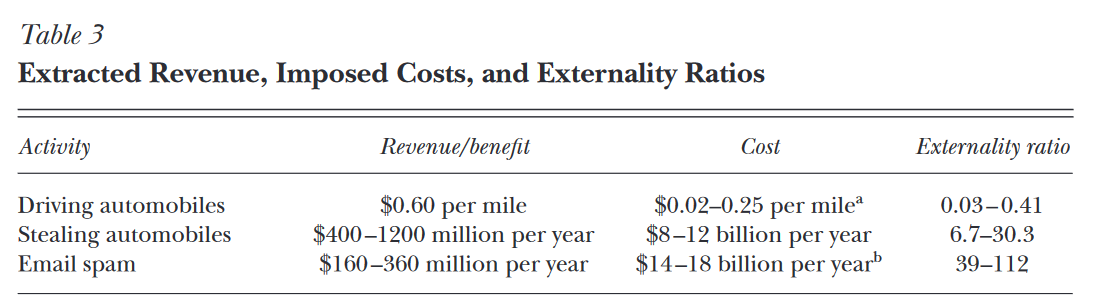 Table 3
Extracted Revenue, Imposed Costs, and Externality Ratios
Activity Revenue/benefit Cost Externality ratio
Driving automobiles $0.60 per mile $0.02–0.25 per mileᵃ 0.03–0.41
Stealing automobiles $400–1200 million per year $8–12 billion per year 6.7–30.3
Email spam $160–360 million per year $14–18 billion per yearᵇ 39–112